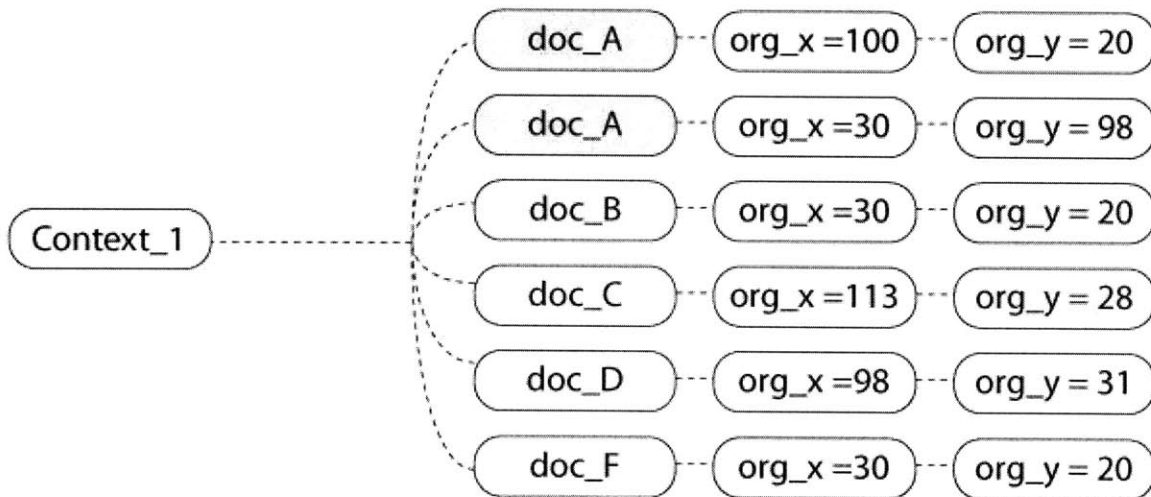 doc_A org_x =100 org_y = 20
doc_A org_x =30 org_y = 98
doc_B org_x =30 org_y = 20
Context_1
doc_C org_x =113 org_y = 28
doc_D org_x =98 org_y = 31
doc_F org_x =30 org_y = 20